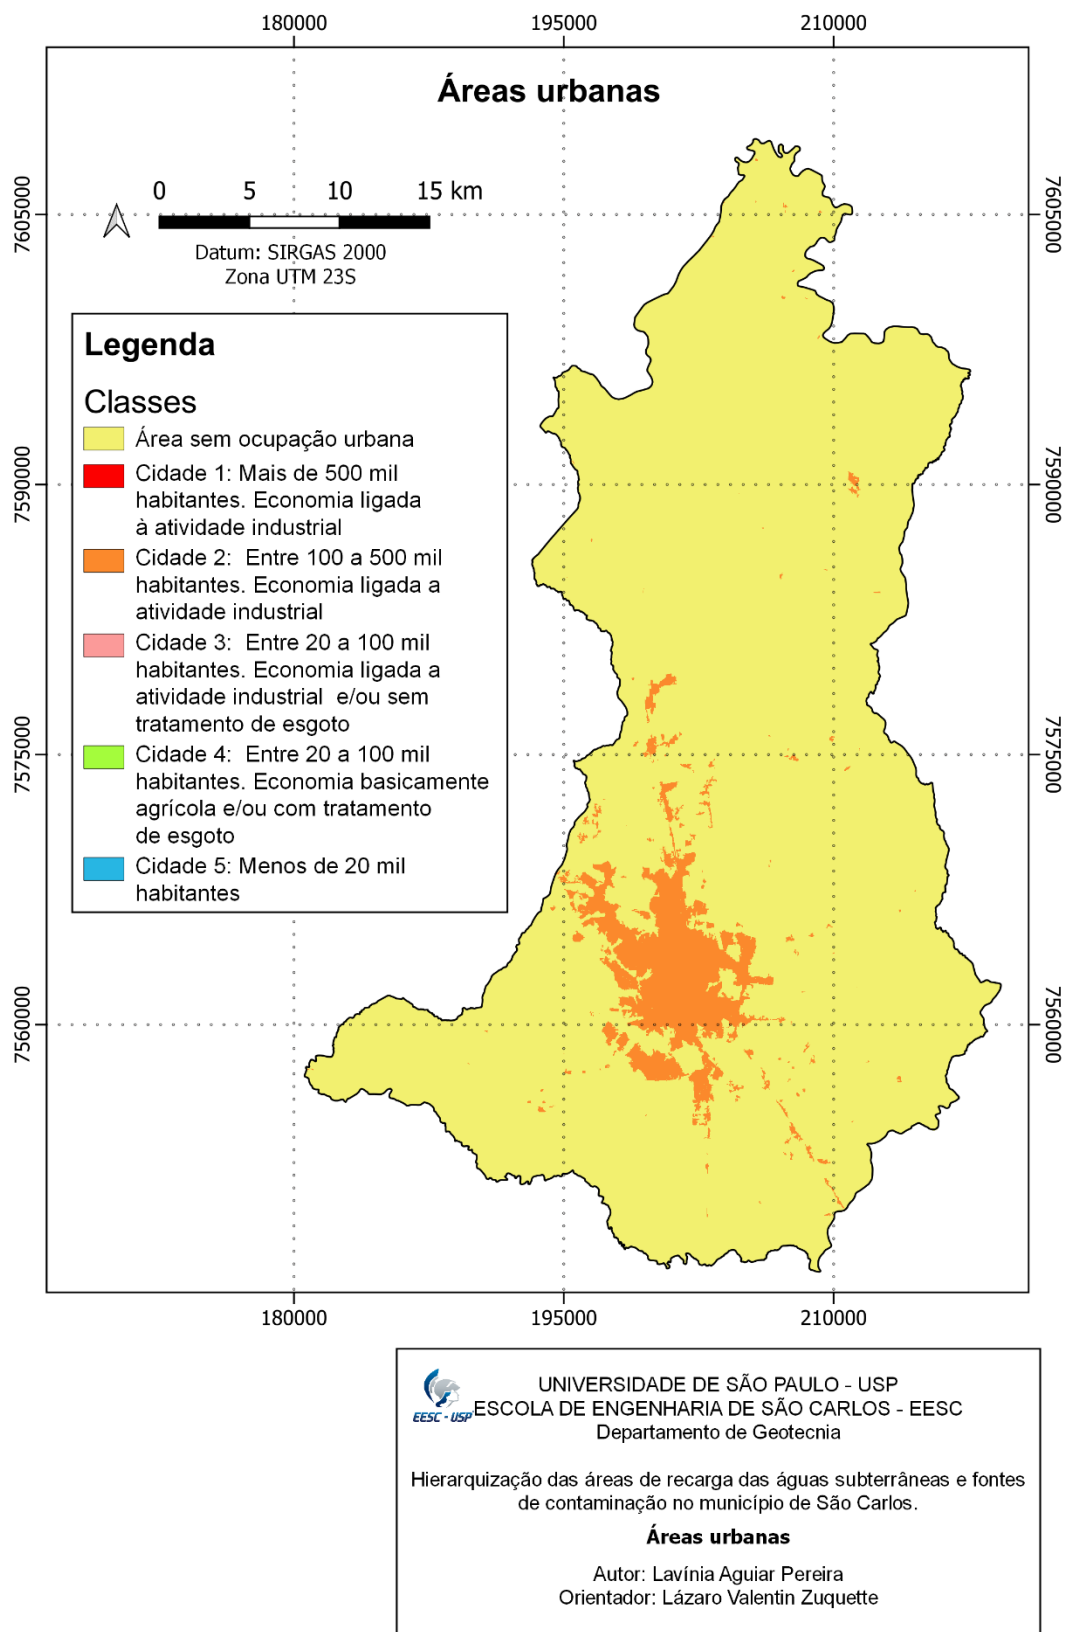 180000
195000
210000
Áreas urbanas
0 5 10 15 km
Datum: SIRGAS 2000
Zona UTM 23S
7605000
7605000
Legenda
Classes
Área sem ocupação urbana
Cidade 1: Mais de 500 mil
habitantes. Economia ligada
à atividade industrial
Cidade 2:  Entre 100 a 500 mil
habitantes. Economia ligada a
atividade industrial
Cidade 3:  Entre 20 a 100 mil
habitantes. Economia ligada a
atividade industrial  e/ou sem
tratamento de esgoto
Cidade 4:  Entre 20 a 100 mil
habitantes. Economia basicamente
agrícola e/ou com tratamento
de esgoto
Cidade 5: Menos de 20 mil
habitantes
7590000
7590000
7575000
7575000
7560000
7560000
180000
195000
210000
EESC - USP
UNIVERSIDADE DE SÃO PAULO - USP
ESCOLA DE ENGENHARIA DE SÃO CARLOS - EESC
Departamento de Geotecnia
Hierarquização das áreas de recarga das águas subterrâneas e fontes
de contaminação no município de São Carlos.
Áreas urbanas
Autor: Lavínia Aguiar Pereira
Orientador: Lázaro Valentin Zuquette